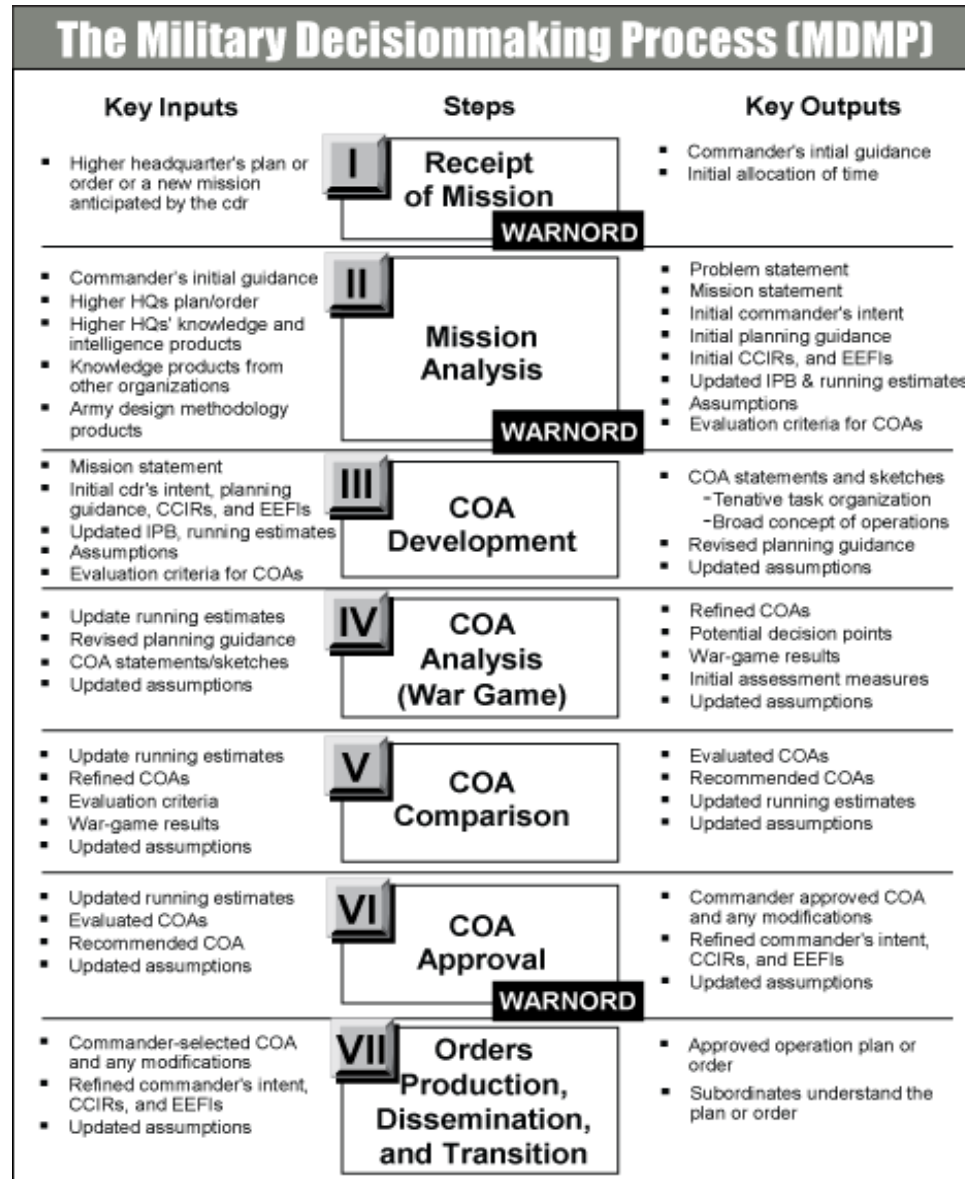 The Military Decisionmaking Process (MDMP)
Key Inputs
Steps
Key Outputs
▪ Higher headquarter's plan or
order or a new mission
anticipated by the cdr
I
Receipt
of Mission
WARNORD
▪ Commander's intial guidance
▪ Initial allocation of time
▪ Commander's initial guidance
▪ Higher HQs plan/order
▪ Higher HQs' knowledge and
intelligence products
▪ Knowledge products from
other organizations
▪ Army design methodology
products
II
Mission
Analysis
WARNORD
▪ Problem statement
▪ Mission statement
▪ Initial commander's intent
▪ Initial planning guidance
▪ Initial CCIRs, and EEFIs
▪ Updated IPB & running estimates
▪ Assumptions
▪ Evaluation criteria for COAs
▪ Mission statement
▪ Initial cdr's intent, planning
guidance, CCIRs, and EEFIs
▪ Updated IPB, running estimates
▪ Assumptions
▪ Evaluation criteria for COAs
III
COA
Development
▪ COA statements and sketches
-Tenative task organization
-Broad concept of operations
▪ Revised planning guidance
▪ Updated assumptions
▪ Update running estimates
▪ Revised planning guidance
▪ COA statements/sketches
▪ Updated assumptions
IV
COA
Analysis
(War Game)
▪ Refined COAs
▪ Potential decision points
▪ War-game results
▪ Initial assessment measures
▪ Updated assumptions
▪ Update running estimates
▪ Refined COAs
▪ Evaluation criteria
▪ War-game results
▪ Updated assumptions
V
COA
Comparison
▪ Evaluated COAs
▪ Recommended COAs
▪ Updated running estimates
▪ Updated assumptions
▪ Updated running estimates
▪ Evaluated COAs
▪ Recommended COA
▪ Updated assumptions
VI
COA
Approval
WARNORD
▪ Commander approved COA
and any modifications
▪ Refined commander's intent,
CCIRs, and EEFIs
▪ Updated assumptions
▪ Commander-selected COA
and any modifications
▪ Refined commander's intent,
CCIRs, and EEFIs
▪ Updated assumptions
VII
Orders
Production,
Dissemination,
and Transition
▪ Approved operation plan or
order
▪ Subordinates understand the
plan or order